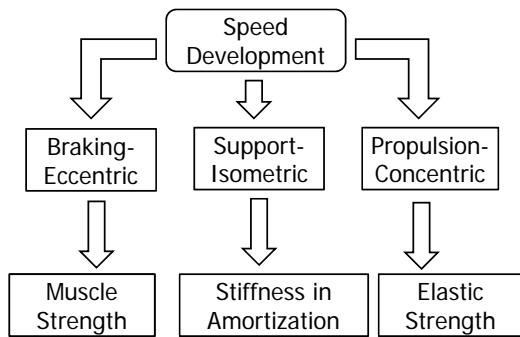 Speed
Development
Braking-
Eccentric
Support-
Isometric
Propulsion-
Concentric
Muscle
Strength
Stiffness in
Amortization
Elastic
Strength